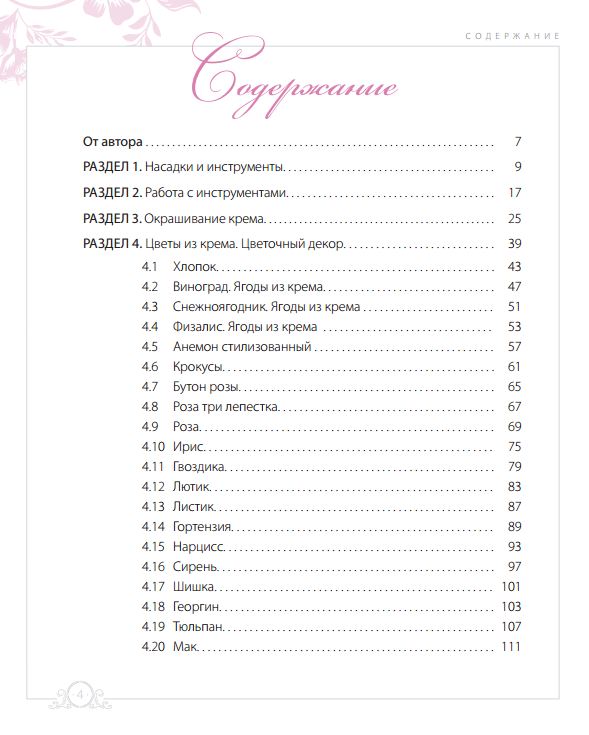 СОДЕРЖАНИЕ
Содержание
От автора . . . . . . . . . . . . . . . . . . . . 7
РАЗДЕЛ 1. Насадки и инструменты. . . . . . . . . . . . . . . . . . . . 9
РАЗДЕЛ 2. Работа с инструментами. . . . . . . . . . . . . . . . . . . . 17
РАЗДЕЛ 3. Окрашивание крема. . . . . . . . . . . . . . . . . . . . 25
РАЗДЕЛ 4. Цветы из крема. Цветочный декор. . . . . . . . . . . . . . . . . . . . 39
4.1 Хлопок. . . . . . . . . . . . . . . . . . . . 43
4.2 Виноград. Ягоды из крема. . . . . . . . . . . . . . . . . . . . 47
4.3 Снежноягодник. Ягоды из крема . . . . . . . . . . . . . . . . . . . . 51
4.4 Физалис. Ягоды из крема . . . . . . . . . . . . . . . . . . . . 53
4.5 Анемон стилизованный . . . . . . . . . . . . . . . . . . . . 57
4.6 Крокусы. . . . . . . . . . . . . . . . . . . . 61
4.7 Бутон розы. . . . . . . . . . . . . . . . . . . . 65
4.8 Роза три лепестка. . . . . . . . . . . . . . . . . . . . 67
4.9 Роза. . . . . . . . . . . . . . . . . . . . 69
4.10 Ирис. . . . . . . . . . . . . . . . . . . . 75
4.11 Гвоздика. . . . . . . . . . . . . . . . . . . . 79
4.12 Лютик. . . . . . . . . . . . . . . . . . . . 83
4.13 Листик. . . . . . . . . . . . . . . . . . . . 87
4.14 Гортензия. . . . . . . . . . . . . . . . . . . . 89
4.15 Нарцисс. . . . . . . . . . . . . . . . . . . . 93
4.16 Сирень. . . . . . . . . . . . . . . . . . . . 97
4.17 Шишка. . . . . . . . . . . . . . . . . . . . 101
4.18 Георгин. . . . . . . . . . . . . . . . . . . . 103
4.19 Тюльпан. . . . . . . . . . . . . . . . . . . . 107
4.20 Мак. . . . . . . . . . . . . . . . . . . . 111
· 4 ·